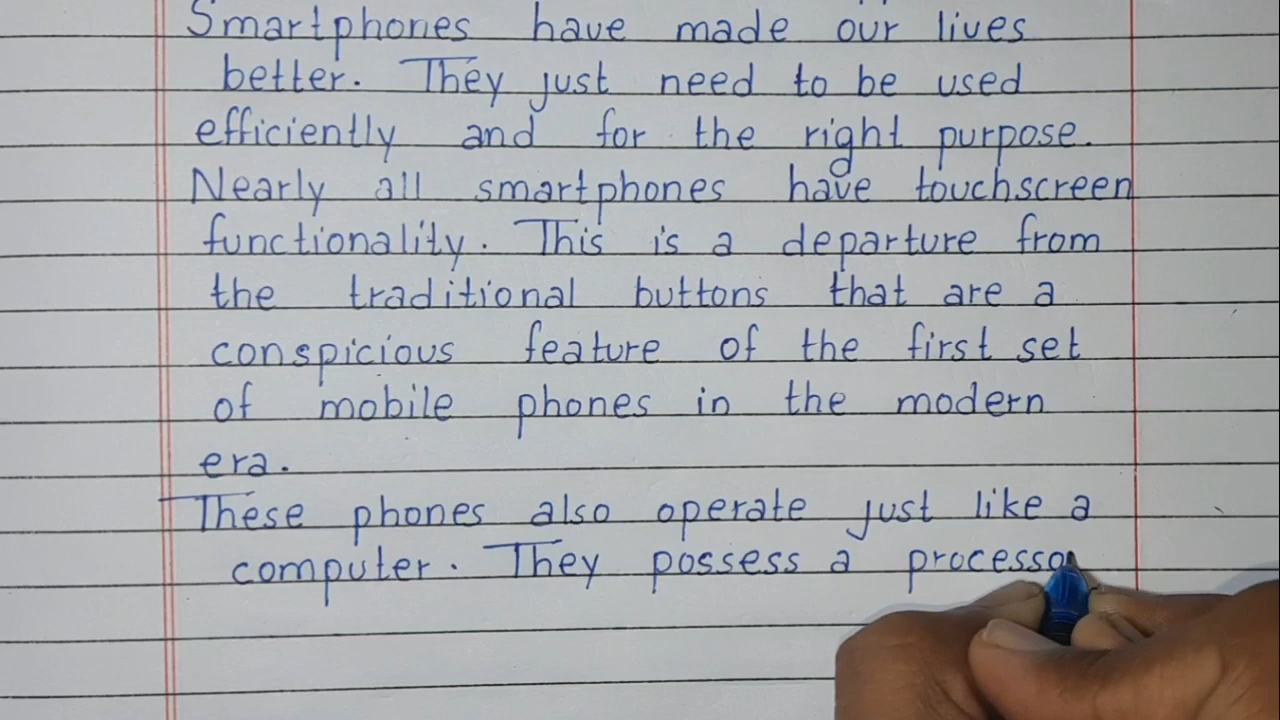 Smartphones have made our lives
better. They just need to be used
efficiently and for the right purpose.
Nearly all smartphones have touchscreen
functionality. This is a departure from
the traditional buttons that are a
conspicious feature of the first set
of mobile phones in the modern
era.
These phones also operate just like a
computer. They possess a processo